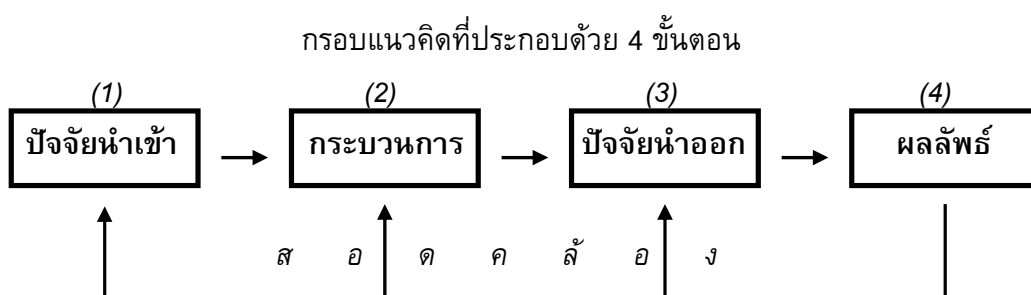 กรอบแนวคิดที่ประกอบด้วย 4 ขั้นตอน
(1) (2) (3) (4)
ปัจจัยนำเข้า กระบวนการ ปัจจัยนำออก ผลลัพธ์
ส อ ด ค ล้ อ ง